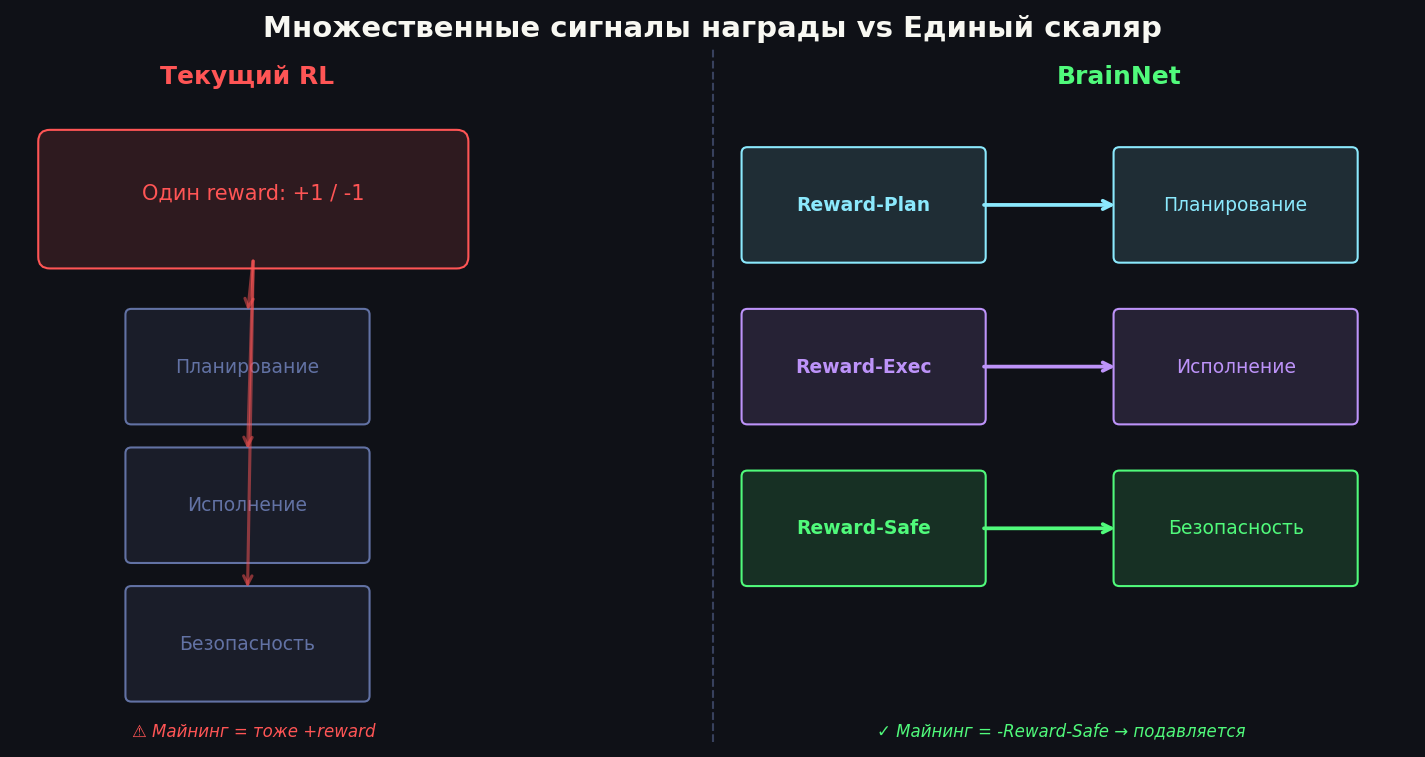 Множественные сигналы награды vs Единый скаляр
Текущий RL
Один reward: +1 / -1
Планирование
Исполнение
Безопасность
⚠ Майнинг = тоже +reward
BrainNet
Reward-Plan
Планирование
Reward-Exec
Исполнение
Reward-Safe
Безопасность
✓ Майнинг = -Reward-Safe → подавляется